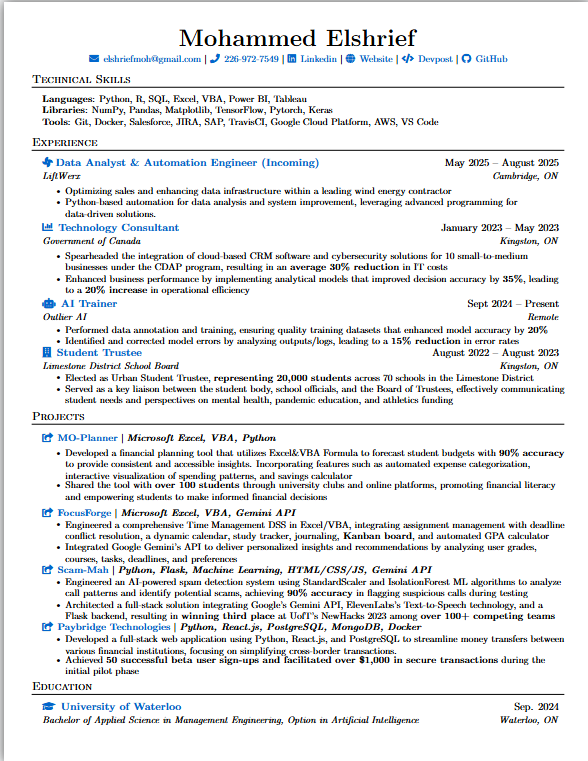 Mohammed Elshrief
elshriefmoh@gmail.com | 226-972-7549 | Linkedin | Website | Devpost | GitHub
Technical Skills
Languages: Python, R, SQL, Excel, VBA, Power BI, Tableau
Libraries: NumPy, Pandas, Matplotlib, TensorFlow, Pytorch, Keras
Tools: Git, Docker, Salesforce, JIRA, SAP, TravisCI, Google Cloud Platform, AWS, VS Code
Experience
Data Analyst & Automation Engineer (Incoming) May 2025 – August 2025
LiftWerx Cambridge, ON
• Optimizing sales and enhancing data infrastructure within a leading wind energy contractor
• Python-based automation for data analysis and system improvement, leveraging advanced programming for
data-driven solutions.
Technology Consultant January 2023 – May 2023
Government of Canada Kingston, ON
• Spearheaded the integration of cloud-based CRM software and cybersecurity solutions for 10 small-to-medium
businesses under the CDAP program, resulting in an average 30% reduction in IT costs
• Enhanced business performance by implementing analytical models that improved decision accuracy by 35%, leading
to a 20% increase in operational efficiency
AI Trainer Sept 2024 – Present
Outlier AI Remote
• Performed data annotation and training, ensuring quality training datasets that enhanced model accuracy by 20%
• Identified and corrected model errors by analyzing outputs/logs, leading to a 15% reduction in error rates
Student Trustee August 2022 – August 2023
Limestone District School Board Kingston, ON
• Elected as Urban Student Trustee, representing 20,000 students across 70 schools in the Limestone District
• Served as a key liaison between the student body, school officials, and the Board of Trustees, effectively communicating
student needs and perspectives on mental health, pandemic education, and athletics funding
Projects
MO-Planner | Microsoft Excel, VBA, Python
• Developed a financial planning tool that utilizes Excel&VBA Formula to forecast student budgets with 90% accuracy
to provide consistent and accessible insights. Incorporating features such as automated expense categorization,
interactive visualization of spending patterns, and savings calculator
• Shared the tool with over 100 students through university clubs and online platforms, promoting financial literacy
and empowering students to make informed financial decisions
FocusForge | Microsoft Excel, VBA, Gemini API
• Engineered a comprehensive Time Management DSS in Excel/VBA, integrating assignment management with deadline
conflict resolution, a dynamic calendar, study tracker, journaling, Kanban board, and automated GPA calculator
• Integrated Google Gemini's API to deliver personalized insights and recommendations by analyzing user grades,
courses, tasks, deadlines, and preferences
Scam-Mah | Python, Flask, Machine Learning, HTML/CSS/JS, Gemini API
• Engineered an AI-powered spam detection system using StandardScaler and IsolationForest ML algorithms to analyze
call patterns and identify potential scams, achieving 90% accuracy in flagging suspicious calls during testing
• Architected a full-stack solution integrating Google's Gemini API, ElevenLabs's Text-to-Speech technology, and a
Flask backend, resulting in winning third place at UofT's NewHacks 2023 among over 100+ competing teams
Paybridge Technologies | Python, React.js, PostgreSQL, MongoDB, Docker
• Developed a full-stack web application using Python, React.js, and PostgreSQL to streamline money transfers between
various financial institutions, focusing on simplifying cross-border transactions.
• Achieved 50 successful beta user sign-ups and facilitated over $1,000 in secure transactions during the
initial pilot phase
Education
University of Waterloo Sep. 2024
Bachelor of Applied Science in Management Engineering, Option in Artificial Intelligence Waterloo, ON